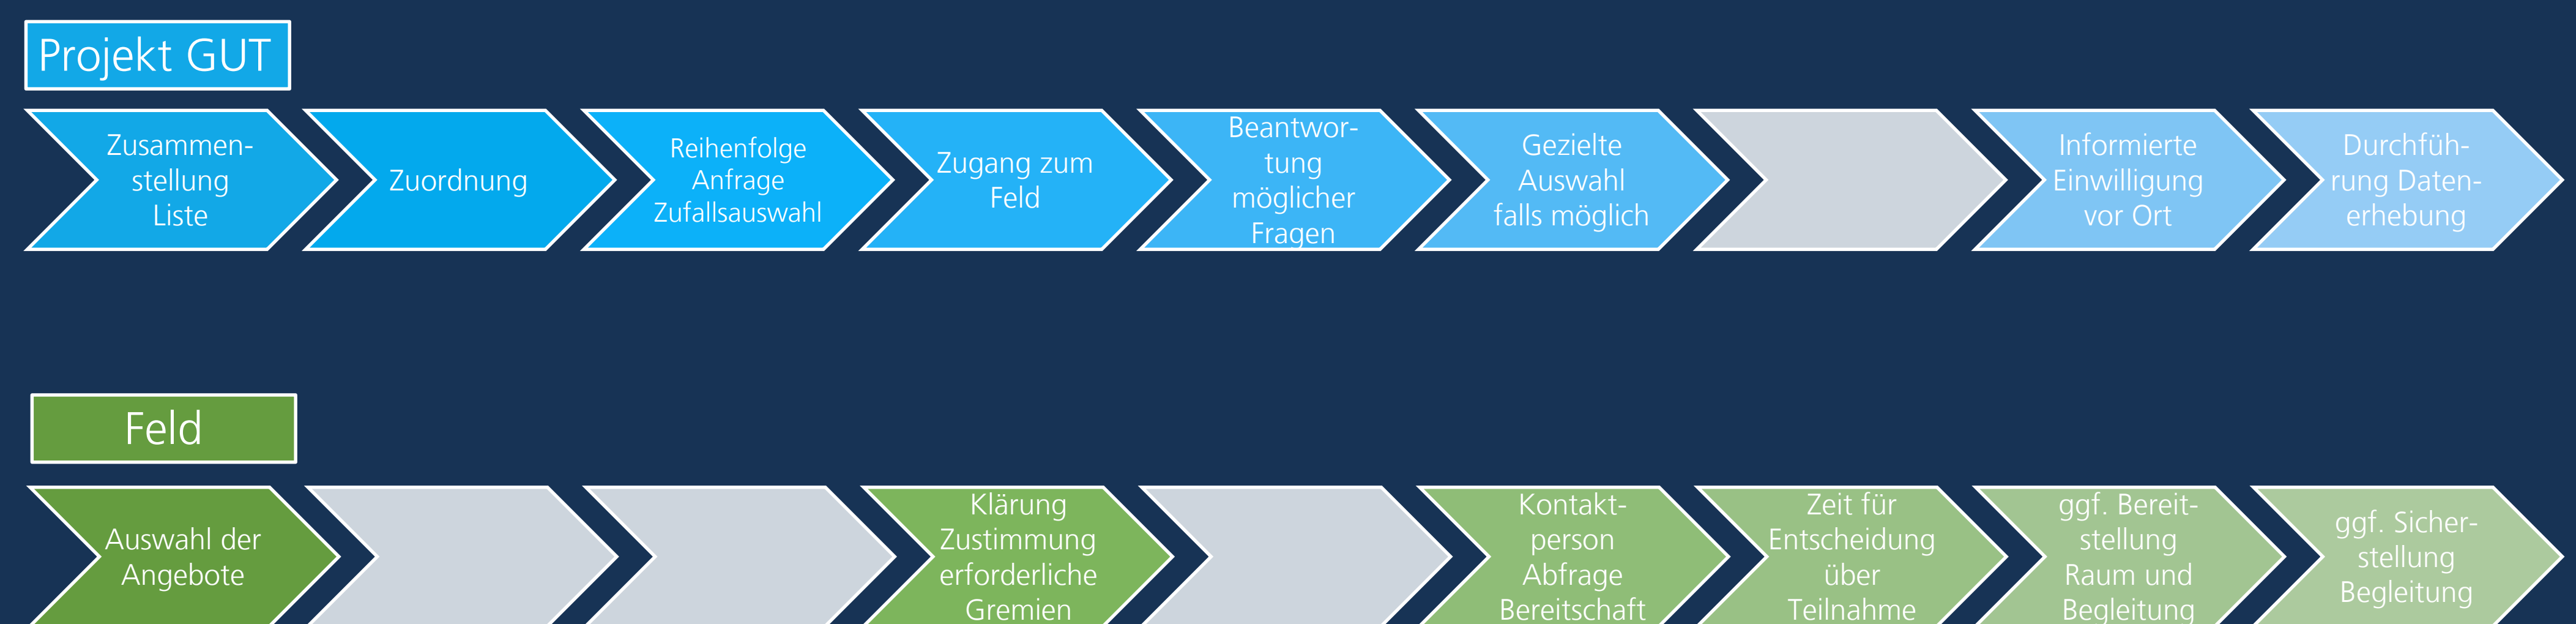 Projekt GUT
Zusammen-
stellung
Liste
Zuordnung
Reihenfolge
Anfrage
Zufallsauswahl
Zugang zum
Feld
Beantwor-
tung
möglicher
Fragen
Gezielte
Auswahl
falls möglich
Informierte
Einwilligung
vor Ort
Durchfüh-
rung Daten-
erhebung
Feld
Auswahl der
Angebote
Klärung
Zustimmung
erforderliche
Gremien
Kontakt-
person
Abfrage
Bereitschaft
Zeit für
Entscheidung
über
Teilnahme
ggf. Bereit-
stellung
Raum und
Begleitung
ggf. Sicher-
stellung
Begleitung